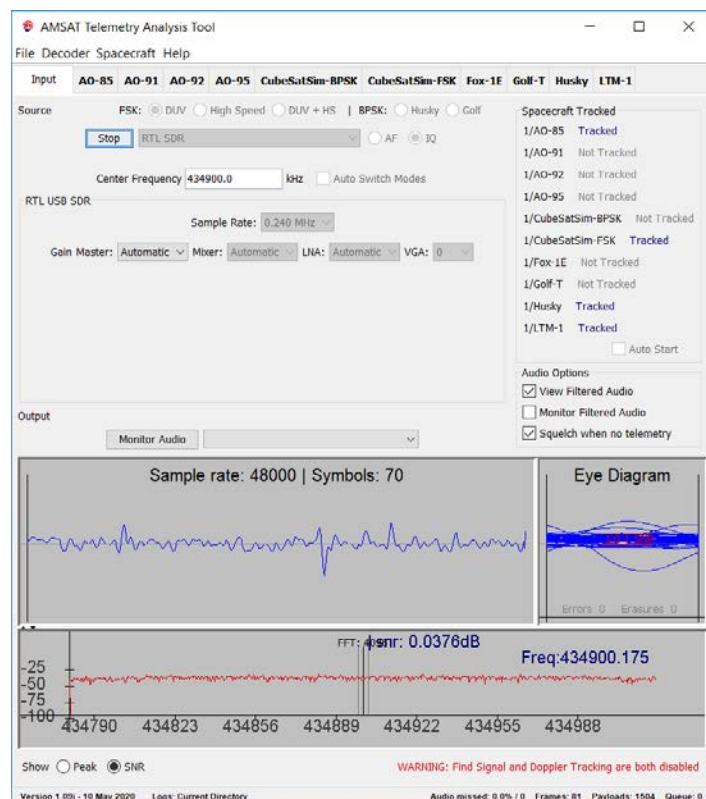 AMSAT Telemetry Analysis Tool
File Decoder Spacecraft Help
Input AO-85 AO-91 AO-92 AO-95 CubeSatSim-BPSK CubeSatSim-FSK Fox-1E Golf-T Husky LTM-1
Source FSK: DUV High Speed DUV + HS | BPSK: Husky Golf
Stop RTL SDR AF IQ
Center Frequency 434900.0 kHz Auto Switch Modes
RTL USB SDR
Sample Rate: 0.240 MHz
Gain Master: Automatic Mixer: Automatic LNA: Automatic VGA: 0
Spacecraft Tracked
1/AO-85 Tracked
1/AO-91 Not Tracked
1/AO-92 Not Tracked
1/AO-95 Not Tracked
1/CubeSatSim-BPSK Not Tracked
1/CubeSatSim-FSK Tracked
1/Fox-1E Not Tracked
1/Golf-T Not Tracked
1/Husky Tracked
1/LTM-1 Tracked
Auto Start
Audio Options
View Filtered Audio
Monitor Filtered Audio
Squelch when no telemetry
Output
Monitor Audio
Sample rate: 48000 | Symbols: 70
Eye Diagram
Errors 0 Erasures 0
FFT: snr: 0.0376dB
Freq:434900.175
-25
-50
-75
-100
434790 434823 434856 434889 434922 434955 434988
Show Peak SNR WARNING: Find Signal and Doppler Tracking are both disabled
Version 1.09i - 10 May 2020 Logs: Current Directory Audio missed: 0.0% / 0 Frames: 81 Payloads: 1504 Queue: 0